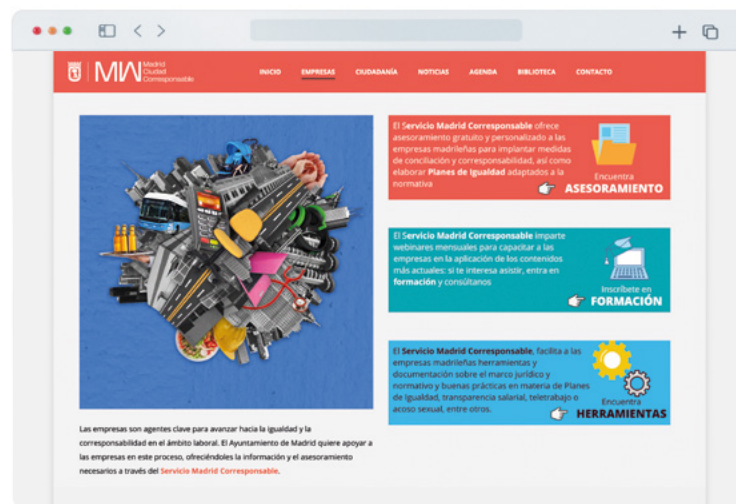 Madrid
Ciudad
Corresponsable
INICIO EMPRESAS CIUDADANÍA NOTICIAS AGENDA BIBLIOTECA CONTACTO
El Servicio Madrid Corresponsable ofrece
asesoramiento gratuito y personalizado a las
empresas madrileñas para implantar medidas
de conciliación y corresponsabilidad, así como
elaborar Planes de Igualdad adaptados a la
normativa
Encuentra
ASESORAMIENTO
El Servicio Madrid Corresponsable imparte
webinares mensuales para capacitar a las
empresas en la aplicación de los contenidos
más actuales: si te interesa asistir, entra en
formación y consúltanos
Inscríbete en
FORMACIÓN
El Servicio Madrid Corresponsable, facilita a las
empresas madrileñas herramientas y
documentación sobre el marco jurídico y
normativo y buenas prácticas en materia de Planes
de Igualdad, transparencia salarial, teletrabajo o
acoso sexual, entre otros.
Encuentra
HERRAMIENTAS
Las empresas son agentes clave para avanzar hacia la igualdad y la
corresponsabilidad en el ámbito laboral. El Ayuntamiento de Madrid quiere apoyar a
las empresas en este proceso, ofreciéndoles la información y el asesoramiento
necesarios a través del Servicio Madrid Corresponsable.